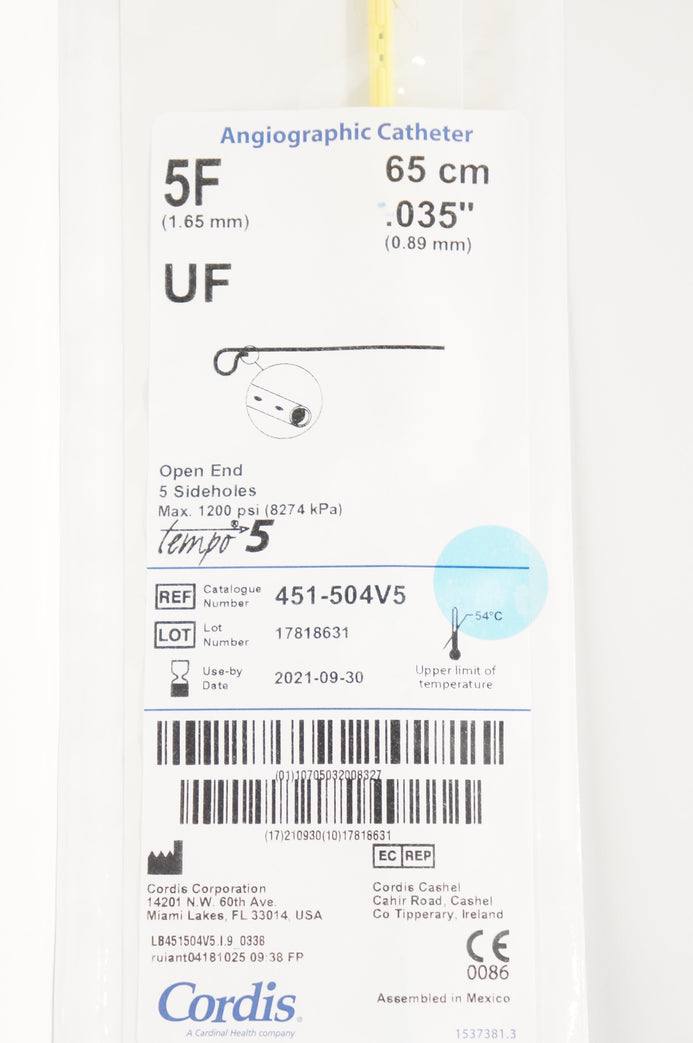 Angiographic Catheter
5F
65 cm
(1.65 mm)
.035"
(0.89 mm)
UF
Open End
5 Sideholes
Max. 1200 psi (8274 kPa)
tempo® 5
REF Catalogue Number 451-504V5
54°C
LOT Lot Number 17818631
Use-by Date 2021-09-30
Upper limit of temperature
(01)10705032008327
(17)210930(10)17818631
EC REP
Cordis Corporation
14201 N.W. 60th Ave.
Miami Lakes, FL 33014, USA
Cordis Cashel
Cahir Road, Cashel
Co Tipperary, Ireland
LB451504V5.I.9_0338
ruiant04181025 09:38 FP
CE
0086
Cordis®
A Cardinal Health company
Assembled in Mexico
1537381.3